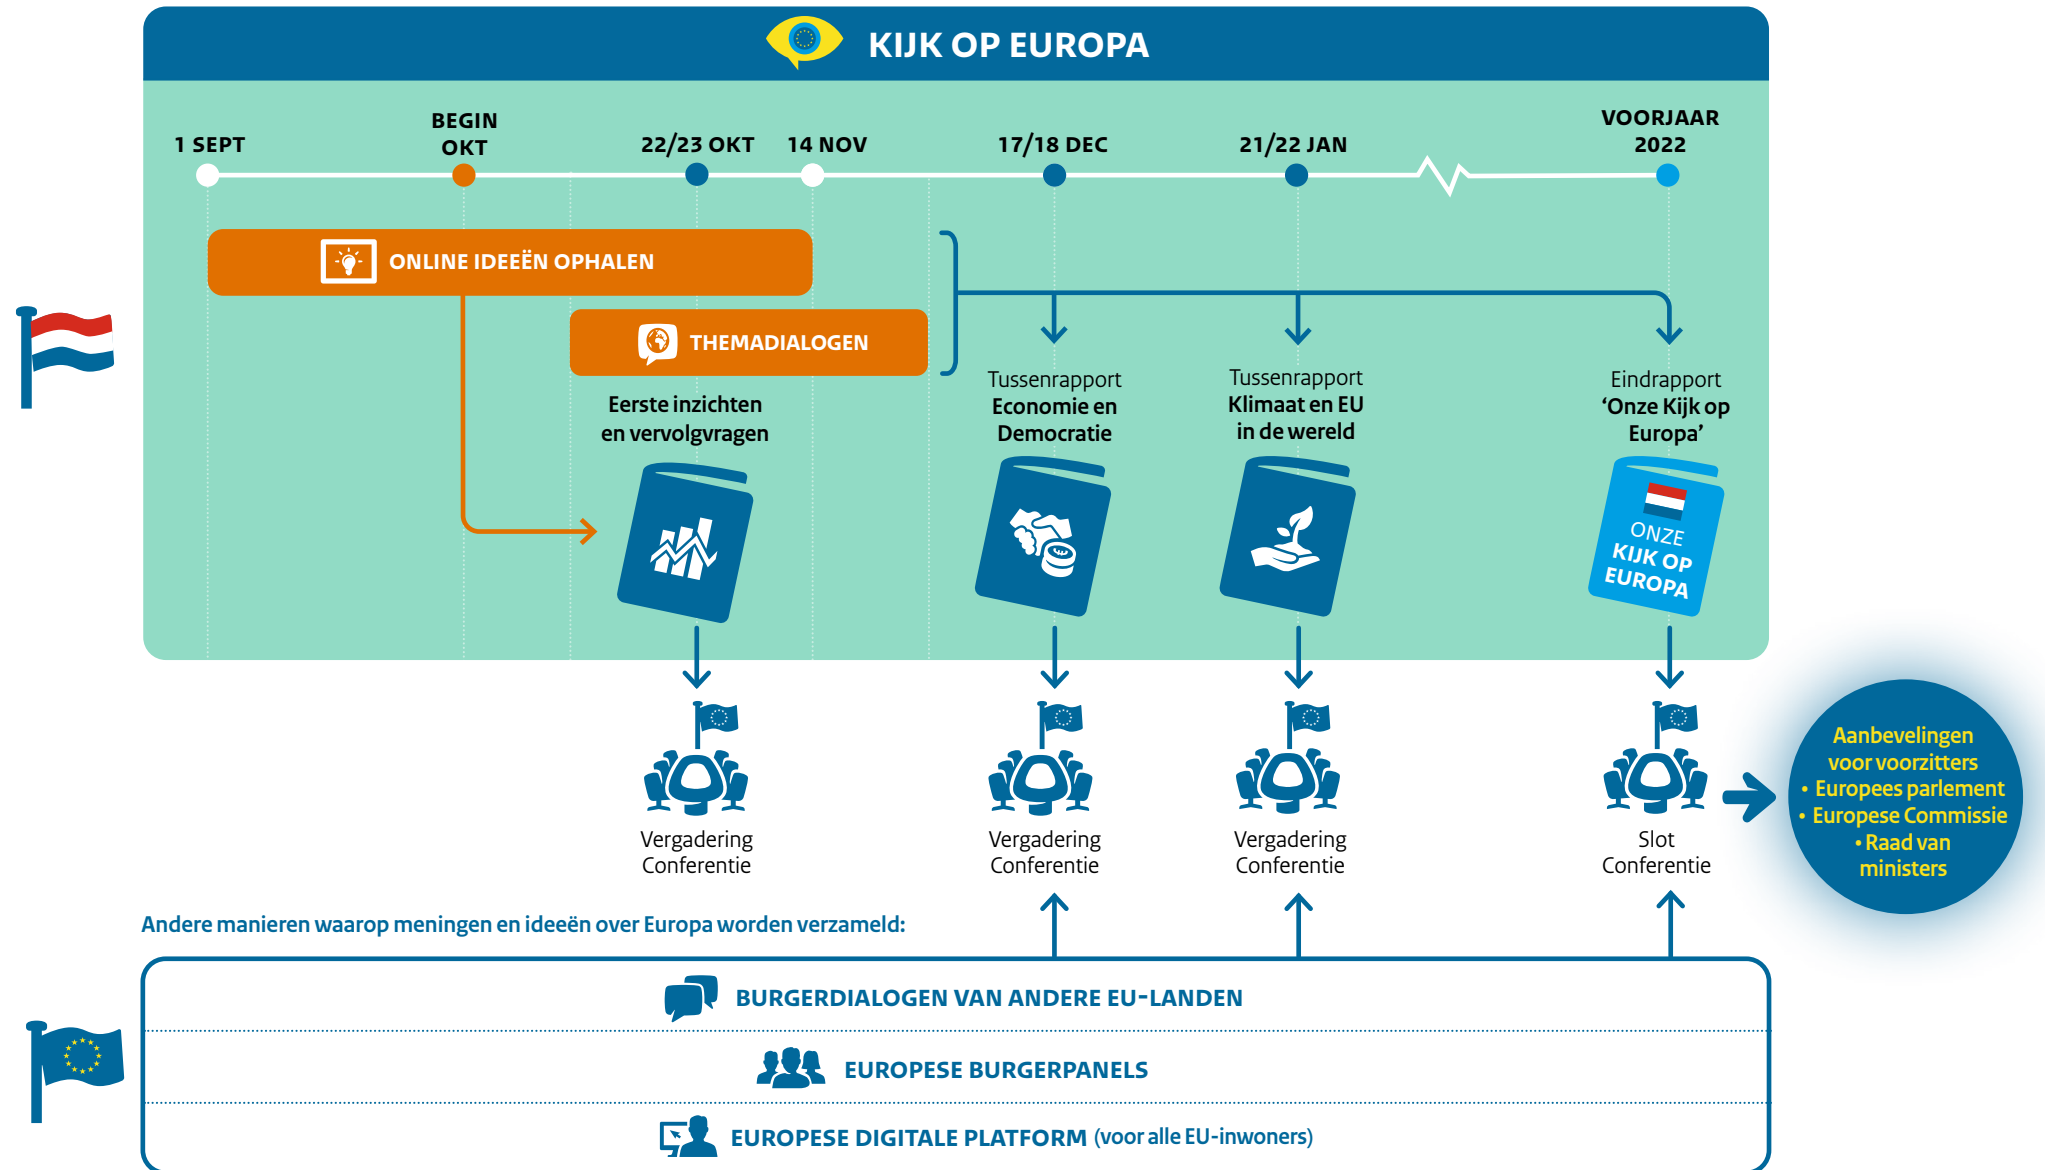 KIJK OP EUROPA
1 SEPT
BEGIN
OKT
22/23 OKT
14 NOV
17/18 DEC
21/22 JAN
VOORJAAR
2022
ONLINE IDEEËN OPHALEN
THEMADIALOGEN
Eerste inzichten
en vervolgvragen
Tussenrapport
Economie en
Democratie
Tussenrapport
Klimaat en EU
in de wereld
Eindrapport
‘Onze Kijk op
Europa’
ONZE
KIJK OP
EUROPA
Vergadering
Conferentie
Vergadering
Conferentie
Vergadering
Conferentie
Slot
Conferentie
Aanbevelingen
voor voorzitters
• Europees parlement
• Europese Commissie
• Raad van
ministers
Andere manieren waarop meningen en ideeën over Europa worden verzameld:
BURGERDIALOGEN VAN ANDERE EU-LANDEN
EUROPESE BURGERPANELS
EUROPESE DIGITALE PLATFORM (voor alle EU-inwoners)